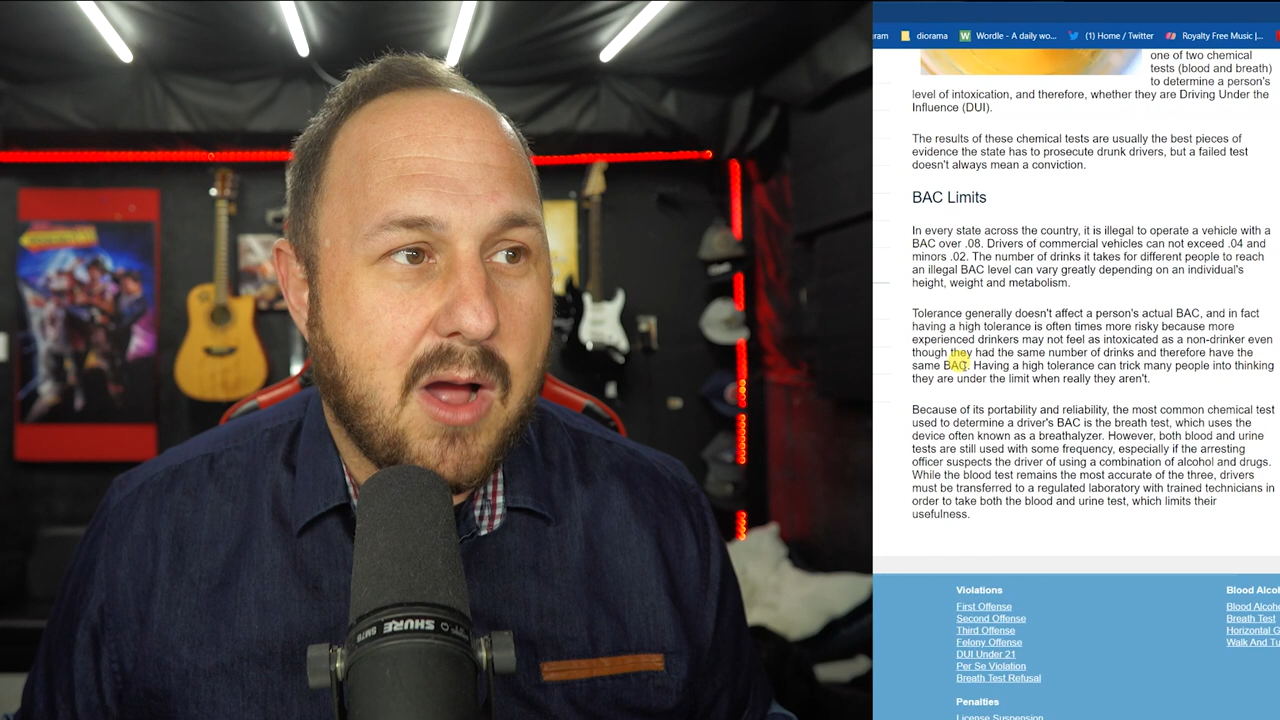 ram
diorama
Wordle - A daily wo...
(1) Home / Twitter
Royalty Free Music |...
one of two chemical
tests (blood and breath)
to determine a person's
level of intoxication, and therefore, whether they are Driving Under the
Influence (DUI).
The results of these chemical tests are usually the best pieces of
evidence the state has to prosecute drunk drivers, but a failed test
doesn't always mean a conviction.
BAC Limits
In every state across the country, it is illegal to operate a vehicle with a
BAC over .08. Drivers of commercial vehicles can not exceed .04 and
minors .02. The number of drinks it takes for different people to reach
an illegal BAC level can vary greatly depending on an individual's
height, weight and metabolism.
Tolerance generally doesn't affect a person's actual BAC, and in fact
having a high tolerance is often times more risky because more
experienced drinkers may not feel as intoxicated as a non-drinker even
though they had the same number of drinks and therefore have the
same BAC. Having a high tolerance can trick many people into thinking
they are under the limit when really they aren't.
Because of its portability and reliability, the most common chemical test
used to determine a driver's BAC is the breath test, which uses the
device often known as a breathalyzer. However, both blood and urine
tests are still used with some frequency, especially if the arresting
officer suspects the driver of using a combination of alcohol and drugs.
While the blood test remains the most accurate of the three, drivers
must be transferred to a regulated laboratory with trained technicians in
order to take both the blood and urine test, which limits their
usefulness.
Violations
First Offense
Second Offense
Third Offense
Felony Offense
DUI Under 21
Per Se Violation
Breath Test Refusal
Penalties
License Suspension
Blood Alco
Blood Alcoh
Breath Test
Horizontal G
Walk And Tu
SHURE SM7B